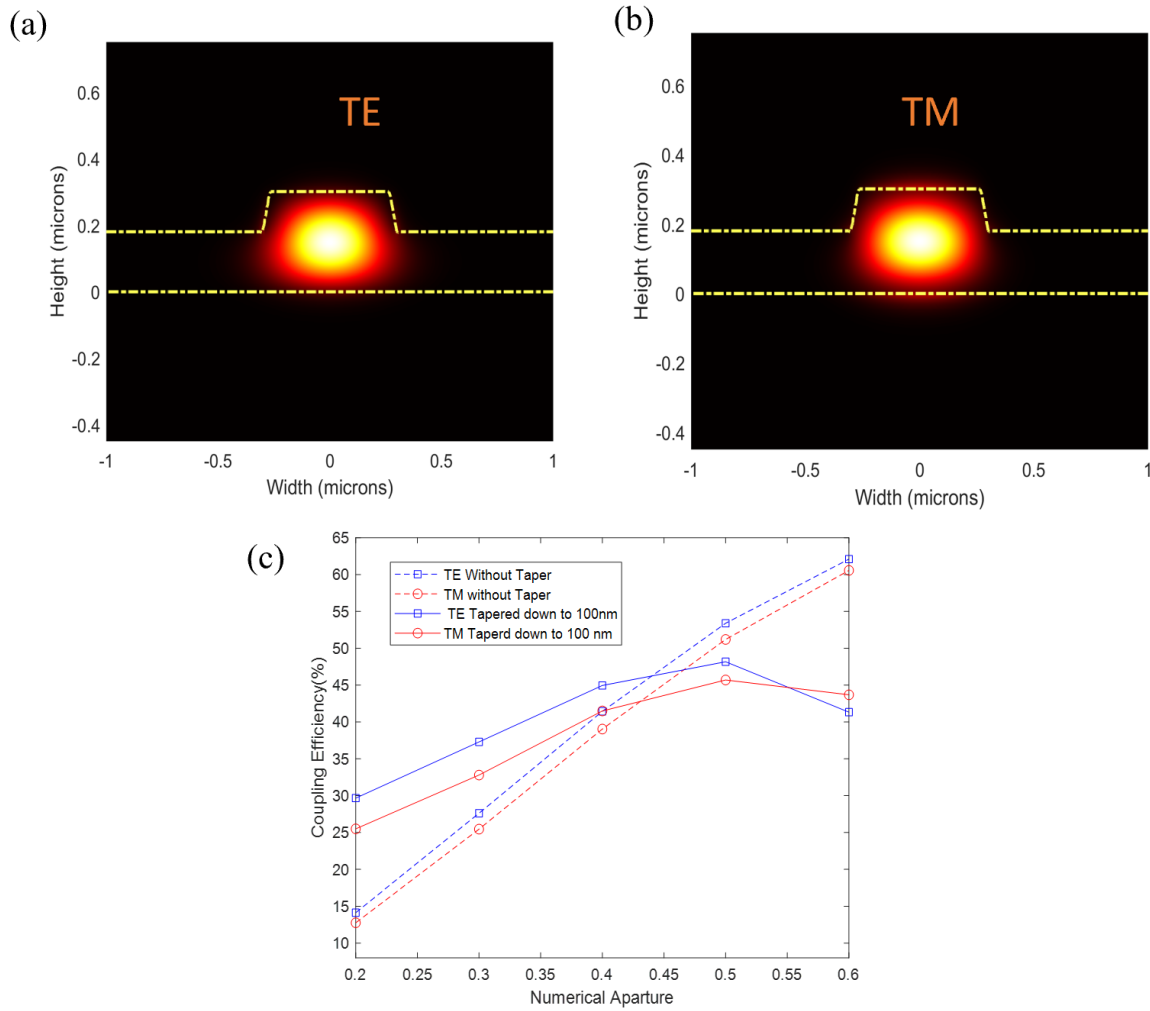 (a)
TE
0.6
0.4
0.2
0
-0.2
-0.4
Height (microns)
-1
-0.5
0
0.5
1
Width (microns)
(b)
TM
0.6
0.4
0.2
0
-0.2
-0.4
Height (microns)
-1
-0.5
0
0.5
1
Width (microns)
(c)
TE Without Taper
TM without Taper
TE Tapered down to 100nm
TM Taperd down to 100 nm
65
60
55
50
45
40
35
30
25
20
15
10
Coupling Efficiency(%)
0.2
0.25
0.3
0.35
0.4
0.45
0.5
0.55
0.6
Numerical Aparture